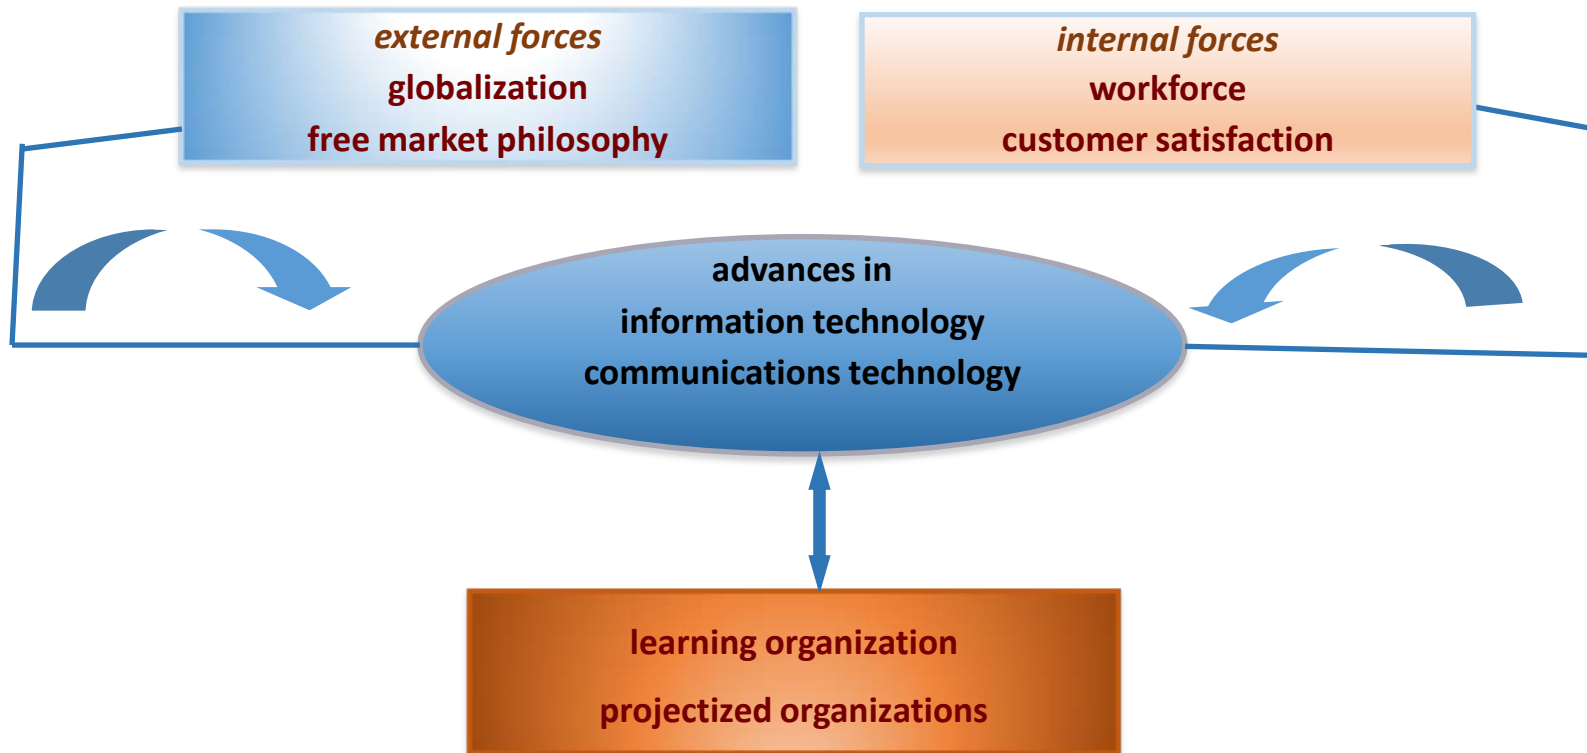 external forces
globalization
free market philosophy
internal forces
workforce
customer satisfaction
advances in
information technology
communications technology
learning organization
projectized organizations